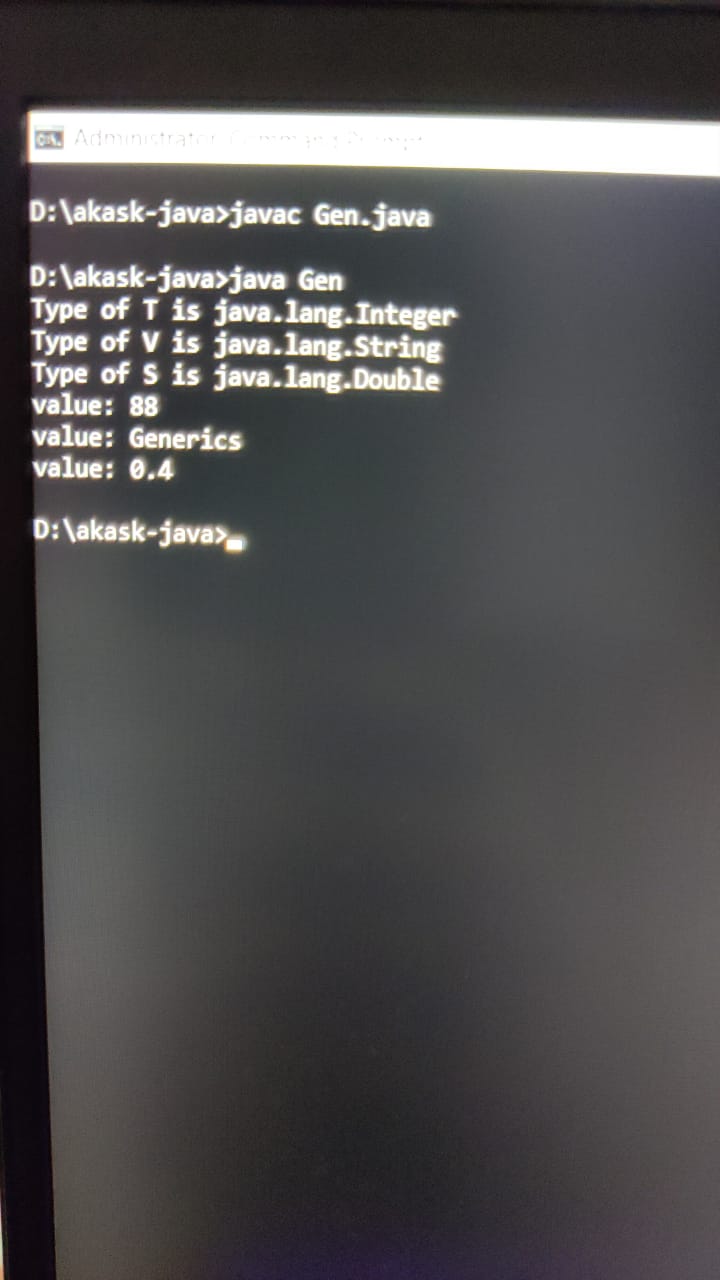 Administrator: Command Prompt
D:\akask-java>javac Gen.java
D:\akask-java>java Gen
Type of T is java.lang.Integer
Type of V is java.lang.String
Type of S is java.lang.Double
value: 88
value: Generics
value: 0.4
D:\akask-java>